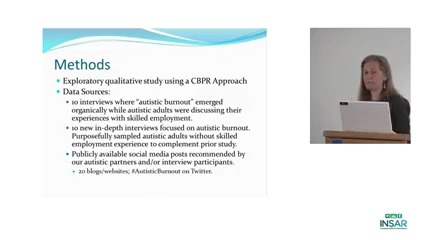 Methods
Exploratory qualitative study using a CBPR Approach
Data Sources:
10 interviews where "autistic burnout" emerged
organically while autistic adults were discussing their
experiences with skilled employment.
10 new in-depth interviews focused on autistic burnout.
Purposefully sampled autistic adults without skilled
employment experience to complement prior study.
Publicly available social media posts recommended by
our autistic partners and/or interview participants.
20 blogs/websites; #AutisticBurnout on Twitter.
INSAR